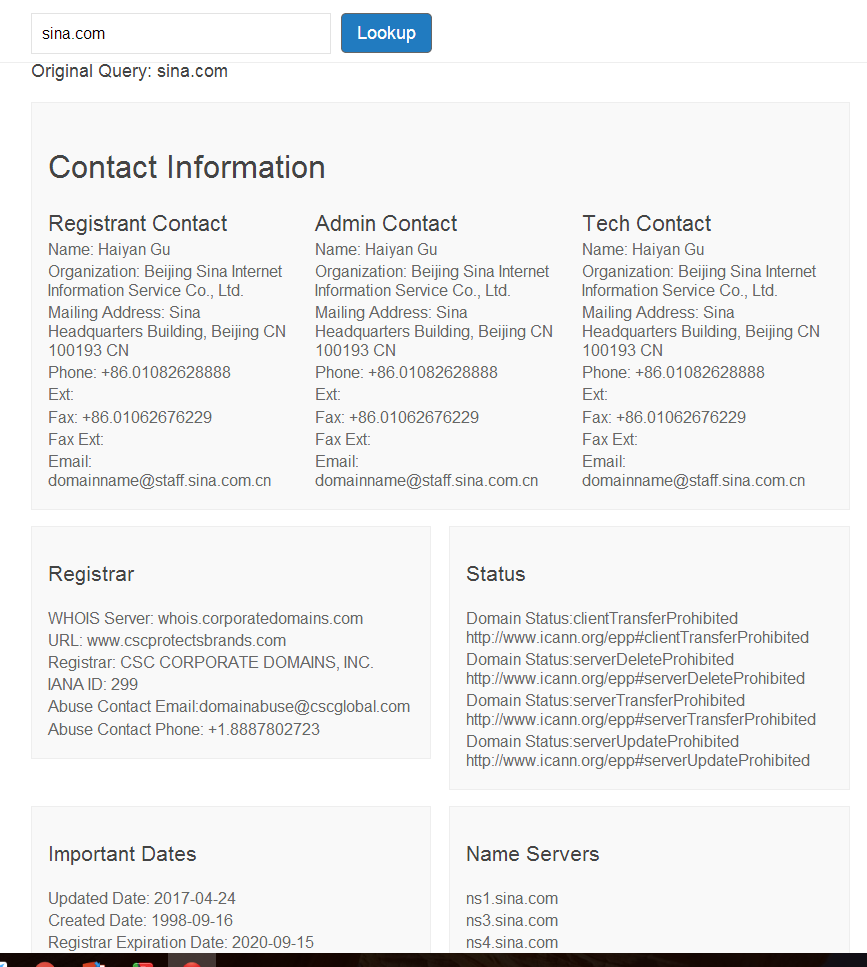 sina.com
Lookup
Original Query: sina.com
Contact Information
Registrant Contact
Name: Haiyan Gu
Organization: Beijing Sina Internet
Information Service Co., Ltd.
Mailing Address: Sina
Headquarters Building, Beijing CN
100193 CN
Phone: +86.01082628888
Ext:
Fax: +86.01062676229
Fax Ext:
Email:
domainname@staff.sina.com.cn
Admin Contact
Name: Haiyan Gu
Organization: Beijing Sina Internet
Information Service Co., Ltd.
Mailing Address: Sina
Headquarters Building, Beijing CN
100193 CN
Phone: +86.01082628888
Ext:
Fax: +86.01062676229
Fax Ext:
Email:
domainname@staff.sina.com.cn
Tech Contact
Name: Haiyan Gu
Organization: Beijing Sina Internet
Information Service Co., Ltd.
Mailing Address: Sina
Headquarters Building, Beijing CN
100193 CN
Phone: +86.01082628888
Ext:
Fax: +86.01062676229
Fax Ext:
Email:
domainname@staff.sina.com.cn
Registrar
WHOIS Server: whois.corporatedomains.com
URL: www.cscprotectsbrands.com
Registrar: CSC CORPORATE DOMAINS, INC.
IANA ID: 299
Abuse Contact Email:domainabuse@cscglobal.com
Abuse Contact Phone: +1.8887802723
Status
Domain Status:clientTransferProhibited
http://www.icann.org/epp#clientTransferProhibited
Domain Status:serverDeleteProhibited
http://www.icann.org/epp#serverDeleteProhibited
Domain Status:serverTransferProhibited
http://www.icann.org/epp#serverTransferProhibited
Domain Status:serverUpdateProhibited
http://www.icann.org/epp#serverUpdateProhibited
Important Dates
Updated Date: 2017-04-24
Created Date: 1998-09-16
Registrar Expiration Date: 2020-09-15
Name Servers
ns1.sina.com
ns3.sina.com
ns4.sina.com